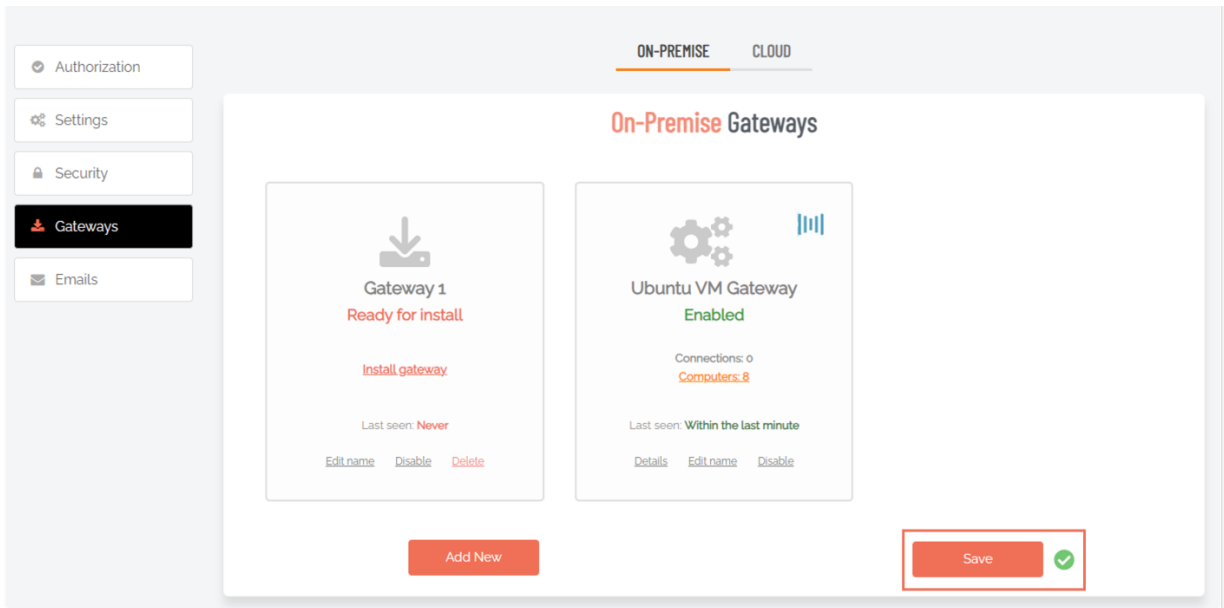 ON-PREMISE CLOUD
Authorization
Settings
Security
Gateways
Emails
On-Premise Gateways
Gateway 1
Ready for install
Install gateway
Last seen: Never
Edit name Disable Delete
Ubuntu VM Gateway
Enabled
Connections: 0
Computers: 8
Last seen: Within the last minute
Details Edit name Disable
Add New
Save